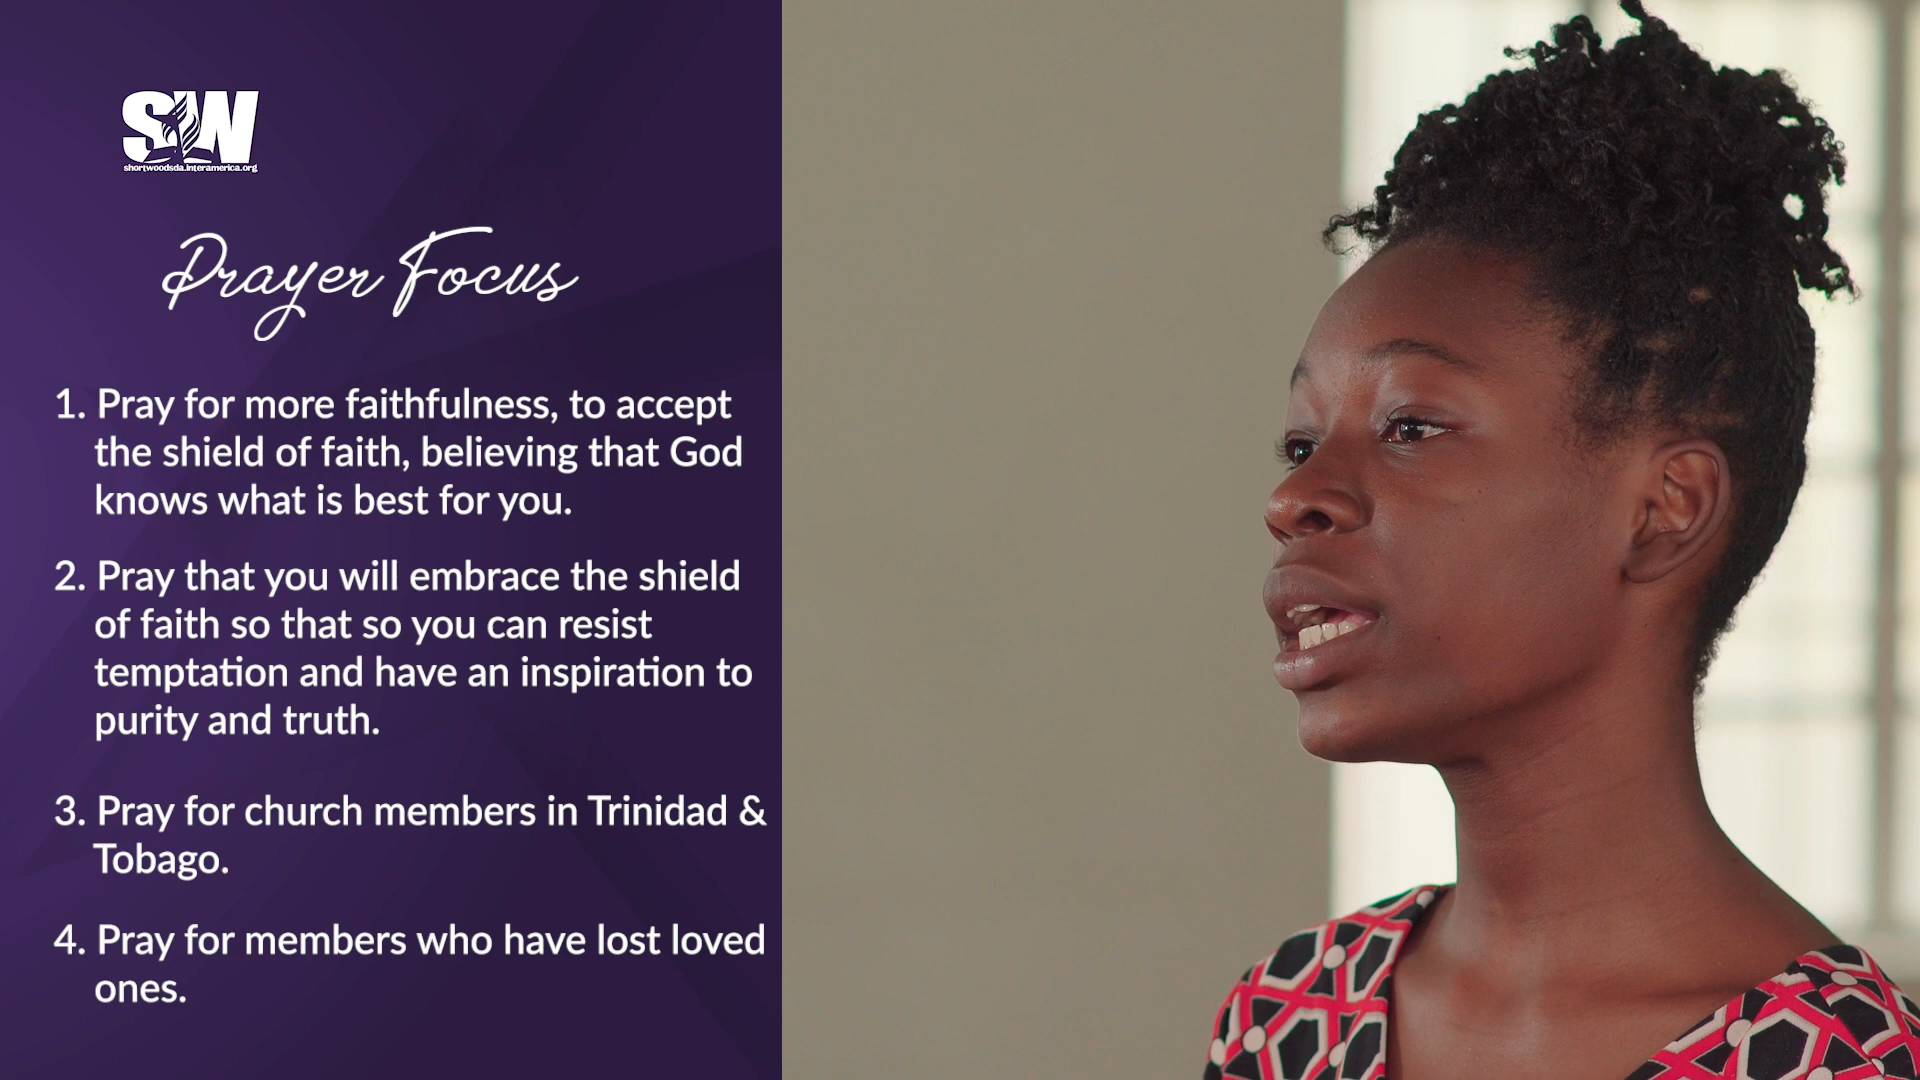 SW
shortwoodsda.interamerica.org
Prayer Focus
1. Pray for more faithfulness, to accept
the shield of faith, believing that God
knows what is best for you.
2. Pray that you will embrace the shield
of faith so that so you can resist
temptation and have an inspiration to
purity and truth.
3. Pray for church members in Trinidad &
Tobago.
4. Pray for members who have lost loved
ones.